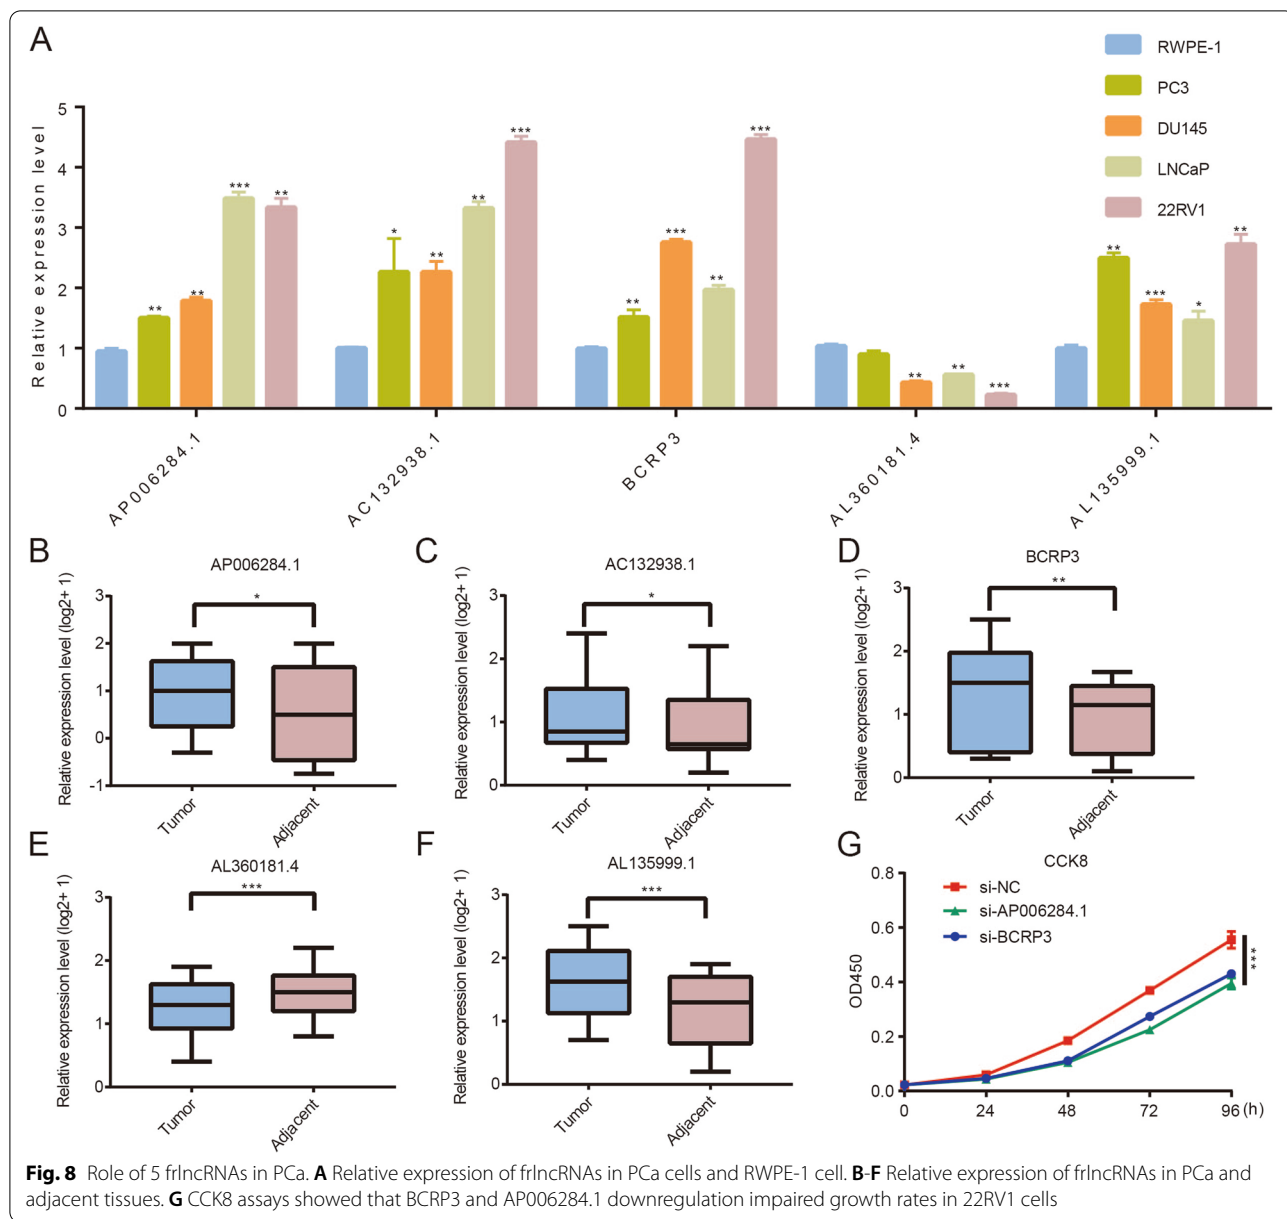 A
RWPE-1
PC3
DU145
LNCaP
22RV1
Relative expression level
5
4
3
2
1
0
** ** *** **
* ** ** ***
** *** ** ***
** ** ***
** *** * **
AP006284.1
AC132938.1
BCRP3
AL360181.4
AL135999.1
B
AP006284.1
Relative expression level (log2+ 1)
3
2
1
0
-1
*
Tumor
Adjacent
C
AC132938.1
Relative expression level (log2+ 1)
3
2
1
0
*
Tumor
Adjacent
D
BCRP3
Relative expression level (log2+ 1)
3
2
1
0
**
Tumor
Adjacent
E
AL360181.4
Relative expression level (log2+ 1)
3
2
1
0
***
Tumor
Adjacent
F
AL135999.1
Relative expression level (log2+ 1)
3
2
1
0
***
Tumor
Adjacent
G
CCK8
si-NC
si-AP006284.1
si-BCRP3
OD450
0.8
0.6
0.4
0.2
0.0
***
0 24 48 72 96 (h)
Fig. 8 Role of 5 frlncRNAs in PCa. A Relative expression of frlncRNAs in PCa cells and RWPE-1 cell. B-F Relative expression of frlncRNAs in PCa and
adjacent tissues. G CCK8 assays showed that BCRP3 and AP006284.1 downregulation impaired growth rates in 22RV1 cells